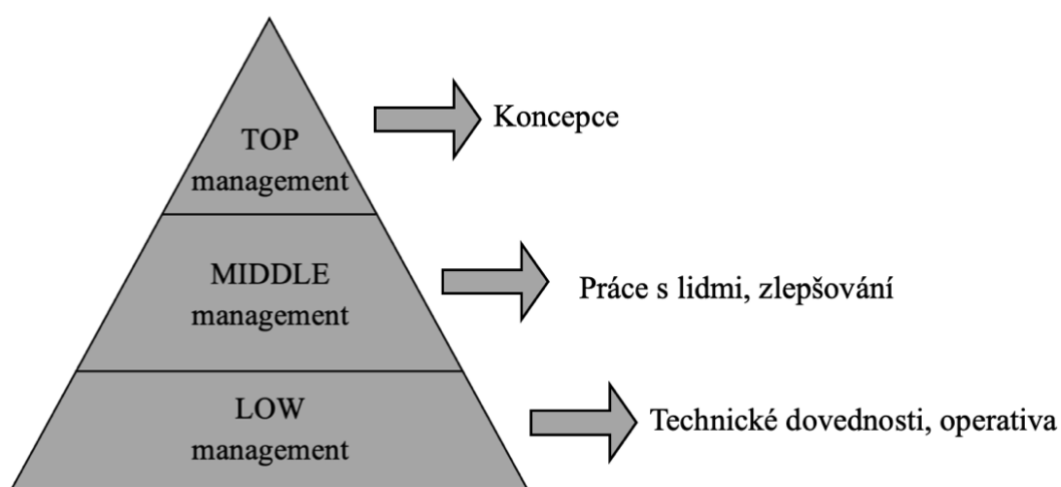 TOP
management
Koncepce
MIDDLE
management
Práce s lidmi, zlepšování
LOW
management
Technické dovednosti, operativa